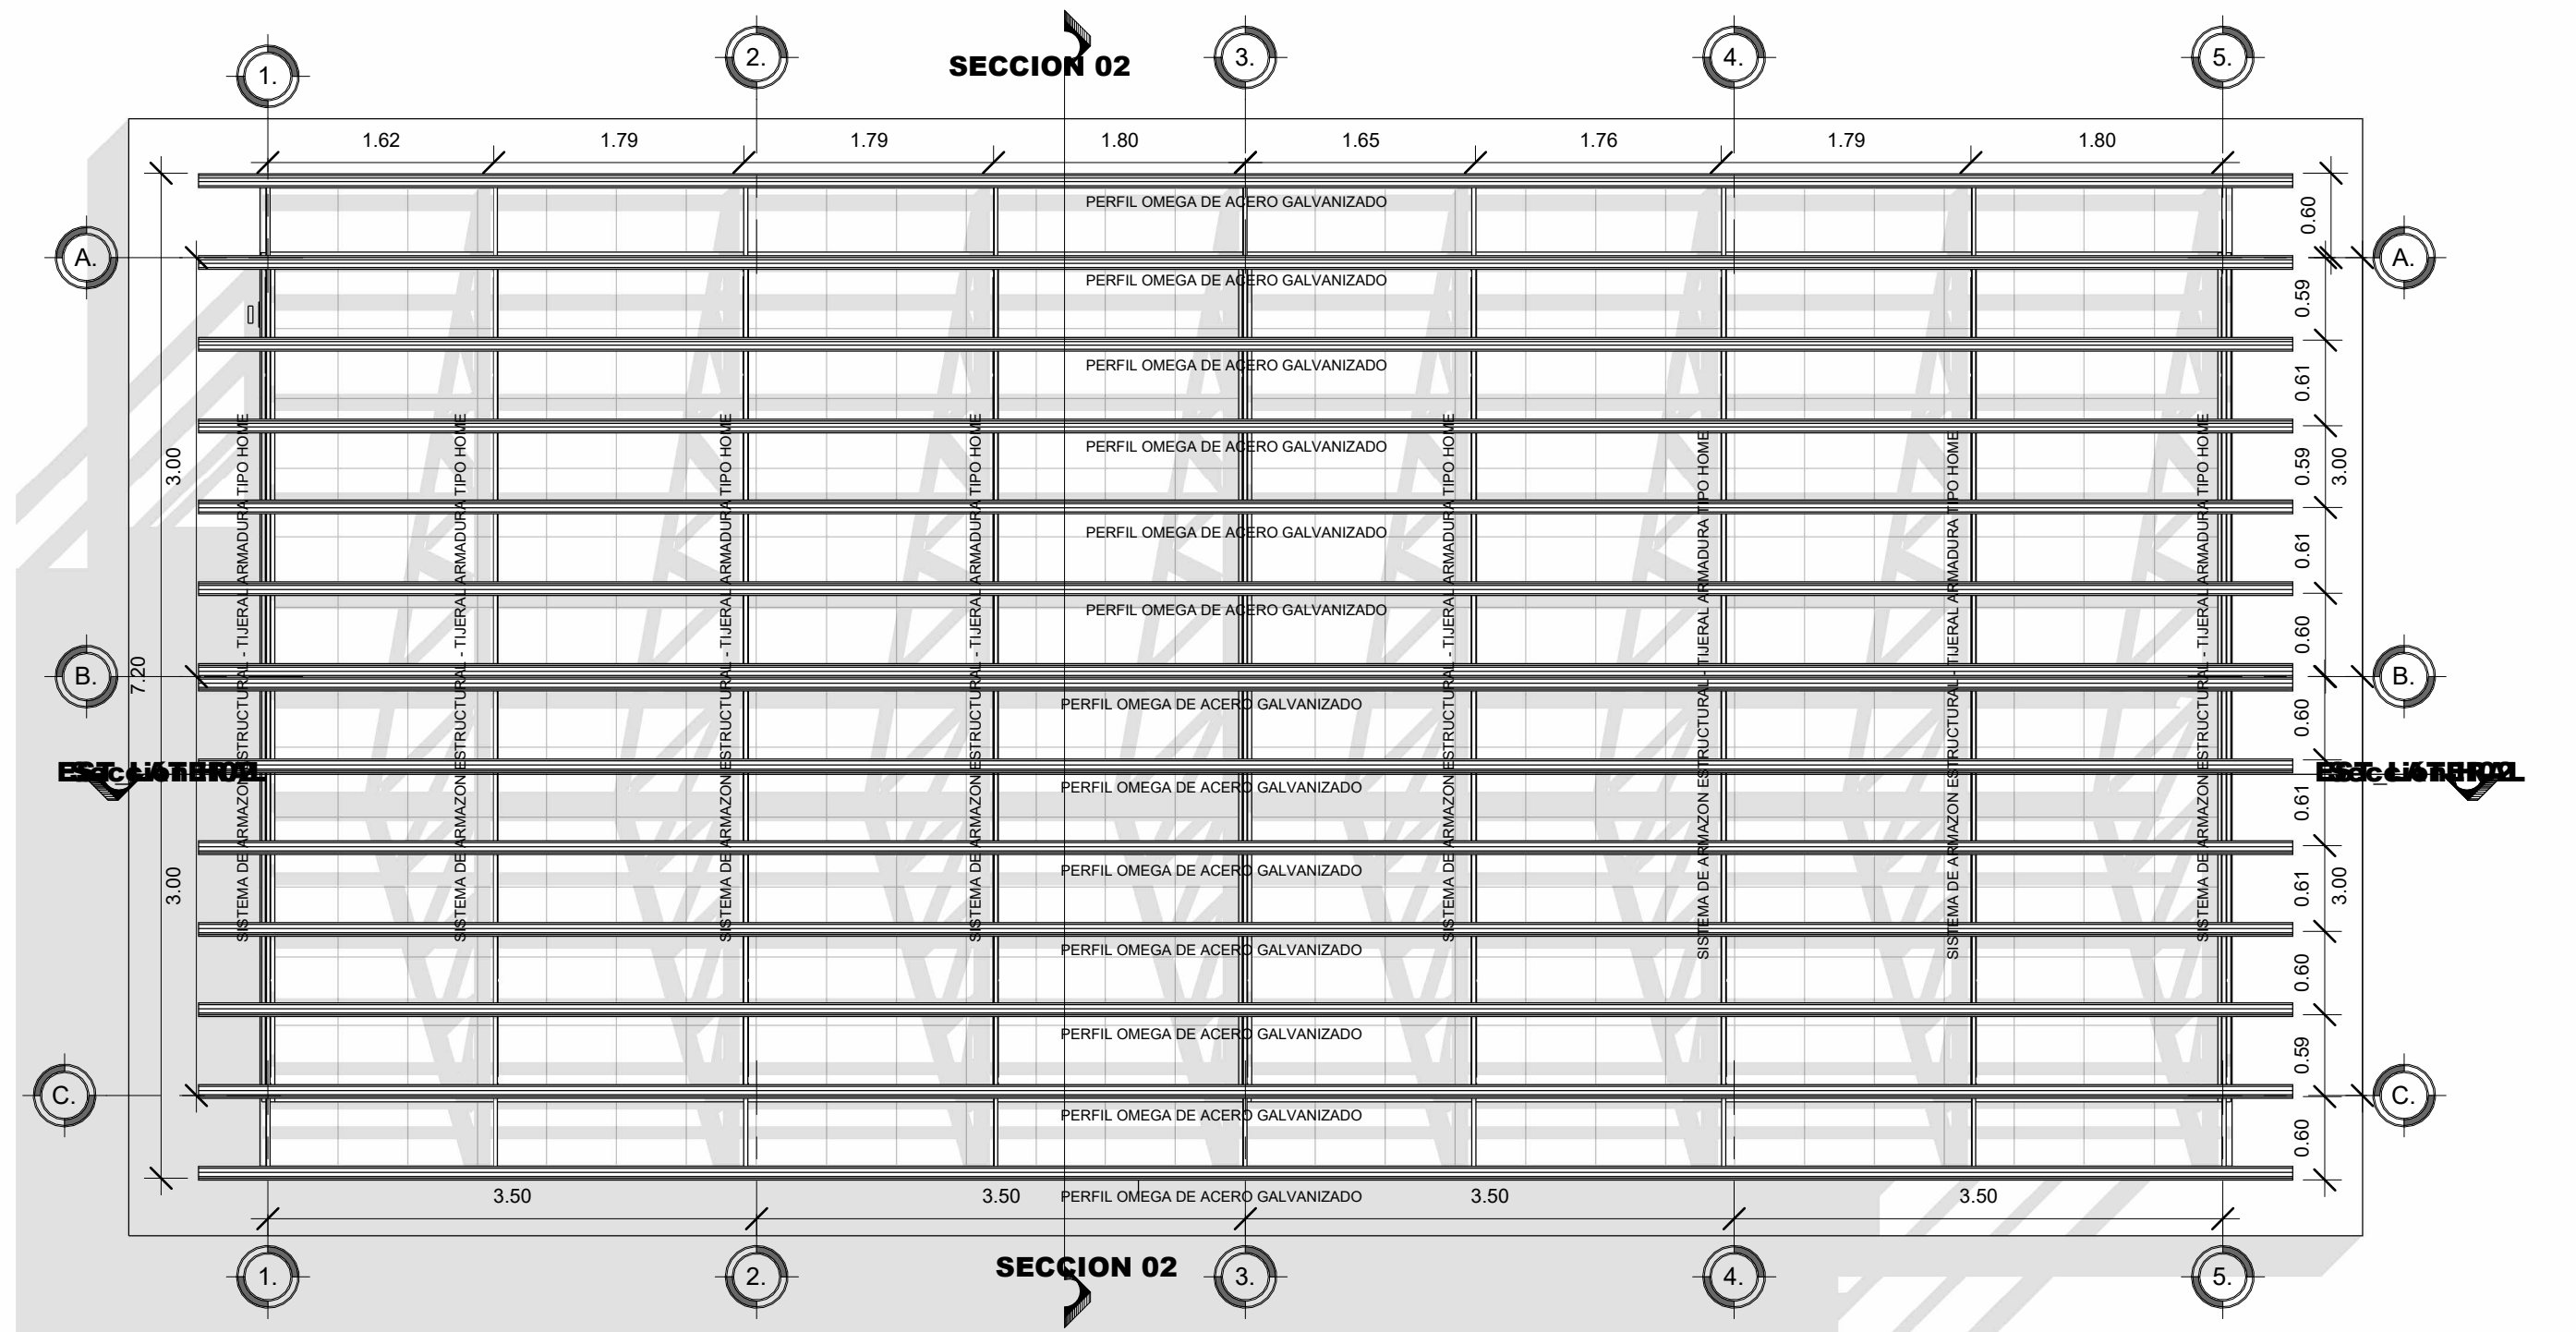 1.
2.
SECCION 02
3.
4.
5.
1.62
1.79
1.79
1.80
1.65
1.76
1.79
1.80
PERFIL OMEGA DE ACERO GALVANIZADO
0.60
A.
A.
PERFIL OMEGA DE ACERO GALVANIZADO
0.59
PERFIL OMEGA DE ACERO GALVANIZADO
0.61
PERFIL OMEGA DE ACERO GALVANIZADO
3.00
0.59
3.00
PERFIL OMEGA DE ACERO GALVANIZADO
0.61
PERFIL OMEGA DE ACERO GALVANIZADO
0.60
SISTEMA DE ARMAZON ESTRUCTURAL - TIJERAL ARMADURA TIPO HOME
SISTEMA DE ARMAZON ESTRUCTURAL - TIJERAL ARMADURA TIPO HOME
SISTEMA DE ARMAZON ESTRUCTURAL - TIJERAL ARMADURA TIPO HOME
SISTEMA DE ARMAZON ESTRUCTURAL - TIJERAL ARMADURA TIPO HOME
SISTEMA DE ARMAZON ESTRUCTURAL - TIJERAL ARMADURA TIPO HOME
SISTEMA DE ARMAZON ESTRUCTURAL - TIJERAL ARMADURA TIPO HOME
SISTEMA DE ARMAZON ESTRUCTURAL - TIJERAL ARMADURA TIPO HOME
SISTEMA DE ARMAZON ESTRUCTURAL - TIJERAL ARMADURA TIPO HOME
B.
7.20
B.
PERFIL OMEGA DE ACERO GALVANIZADO
0.60
PERFIL OMEGA DE ACERO GALVANIZADO
0.61
PERFIL OMEGA DE ACERO GALVANIZADO
3.00
0.61
3.00
PERFIL OMEGA DE ACERO GALVANIZADO
0.60
PERFIL OMEGA DE ACERO GALVANIZADO
0.59
C.
C.
PERFIL OMEGA DE ACERO GALVANIZADO
0.60
3.50
3.50
PERFIL OMEGA DE ACERO GALVANIZADO
3.50
3.50
1.
2.
SECCION 02
3.
4.
5.